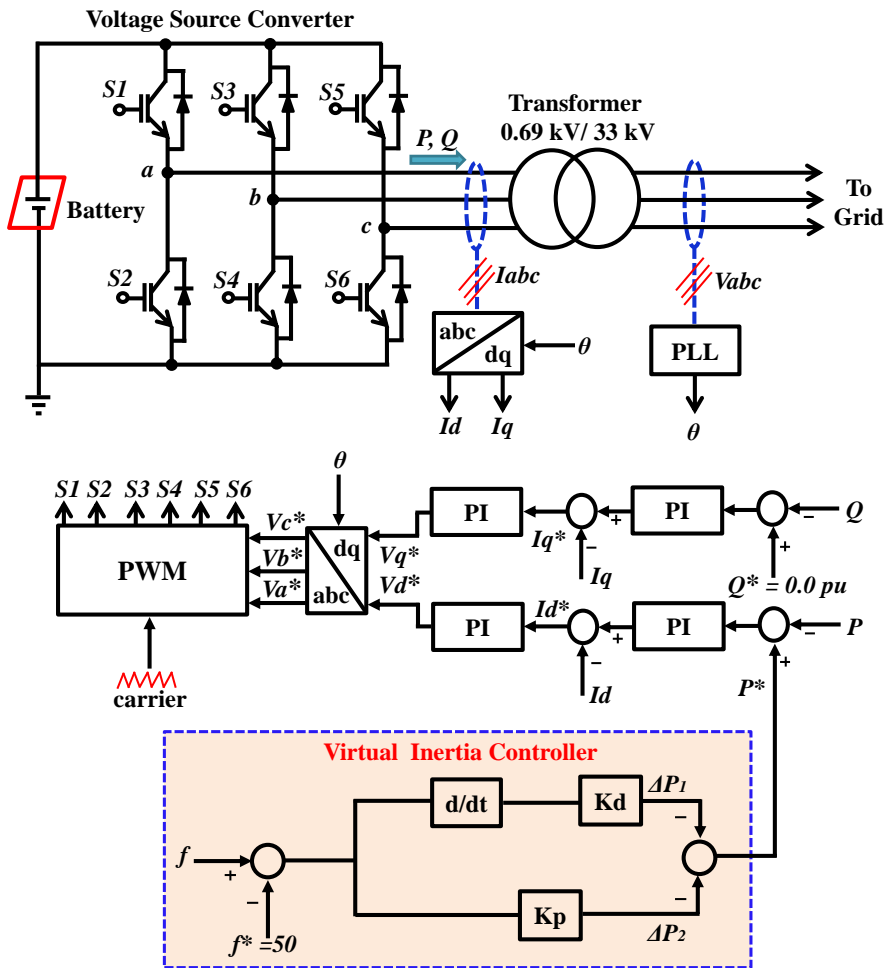 Voltage Source Converter
S1
S3
S5
Transformer
0.69 kV/ 33 kV
P, Q
a
b
c
Battery
To
Grid
S2
S4
S6
Iabc
Vabc
abc
dq
θ
PLL
Id
Iq
θ
S1
S2
S3
S4
S5
S6
θ
PWM
Vc*
Vb*
Va*
dq
abc
Vq*
Vd*
PI
Iq*
−
+
PI
−
+
Q
Iq
Q* = 0.0 pu
PI
Id*
−
+
PI
−
+
P
Id
P*
carrier
Virtual Inertia Controller
d/dt
Kd
ΔP1
−
f
+
−
f* =50
Kp
ΔP2
−